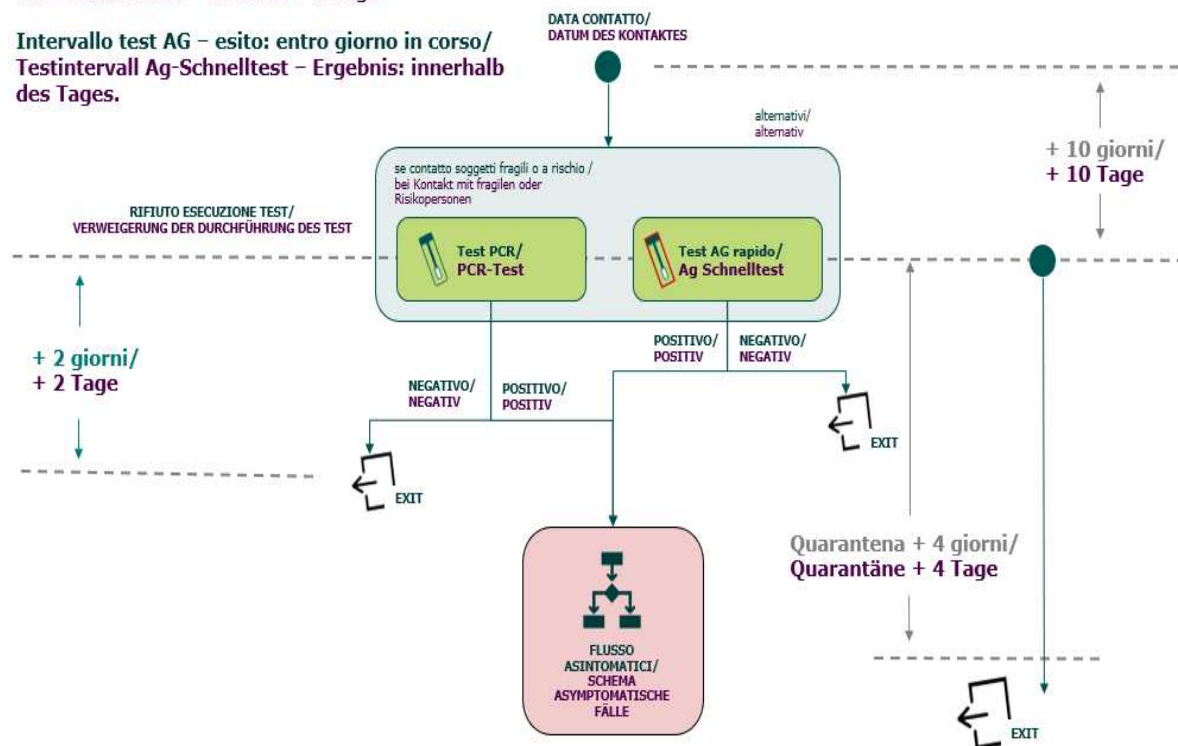 Intervallo test AG – esito: entro giorno in corso/
Testintervall Ag-Schnelltest – Ergebnis: innerhalb
des Tages.
DATA CONTATTO/
DATUM DES KONTAKTES
alternativi/
alternativ
+ 10 giorni/
+ 10 Tage
se contatto soggetti fragili o a rischio /
bei Kontakt mit fragilen oder
Risikopersonen
RIFIUTO ESECUZIONE TEST/
VERWEIGERUNG DER DURCHFÜHRUNG DES TEST
Test PCR/
PCR-Test
Test AG rapido/
Ag Schnelltest
+ 2 giorni/
+ 2 Tage
POSITIVO/
POSITIV
NEGATIVO/
NEGATIV
NEGATIVO/
NEGATIV
POSITIVO/
POSITIV
EXIT
EXIT
Quarantena + 4 giorni/
Quarantäne + 4 Tage
FLUSSO
ASINTOMATICI/
SCHEMA
ASYMPTOMATISCHE
FÄLLE
EXIT